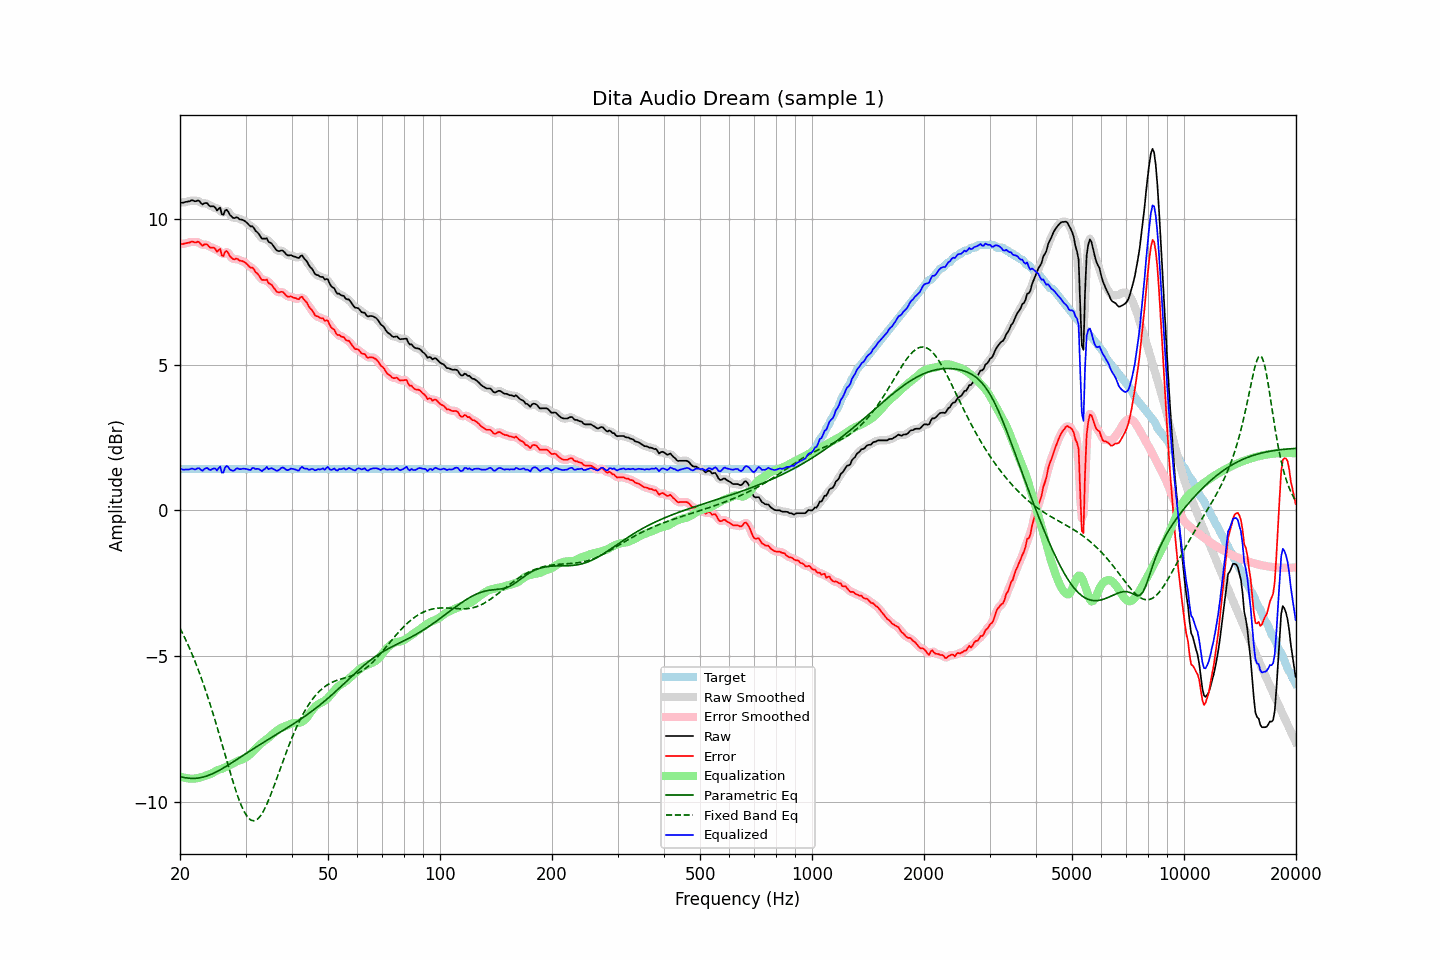 Dita Audio Dream (sample 1)
Amplitude (dBr)
10
5
0
−5
−10
Target
Raw Smoothed
Error Smoothed
Raw
Error
Equalization
Parametric Eq
Fixed Band Eq
Equalized
20 50 100 200 500 1000 2000 5000 10000 20000
Frequency (Hz)